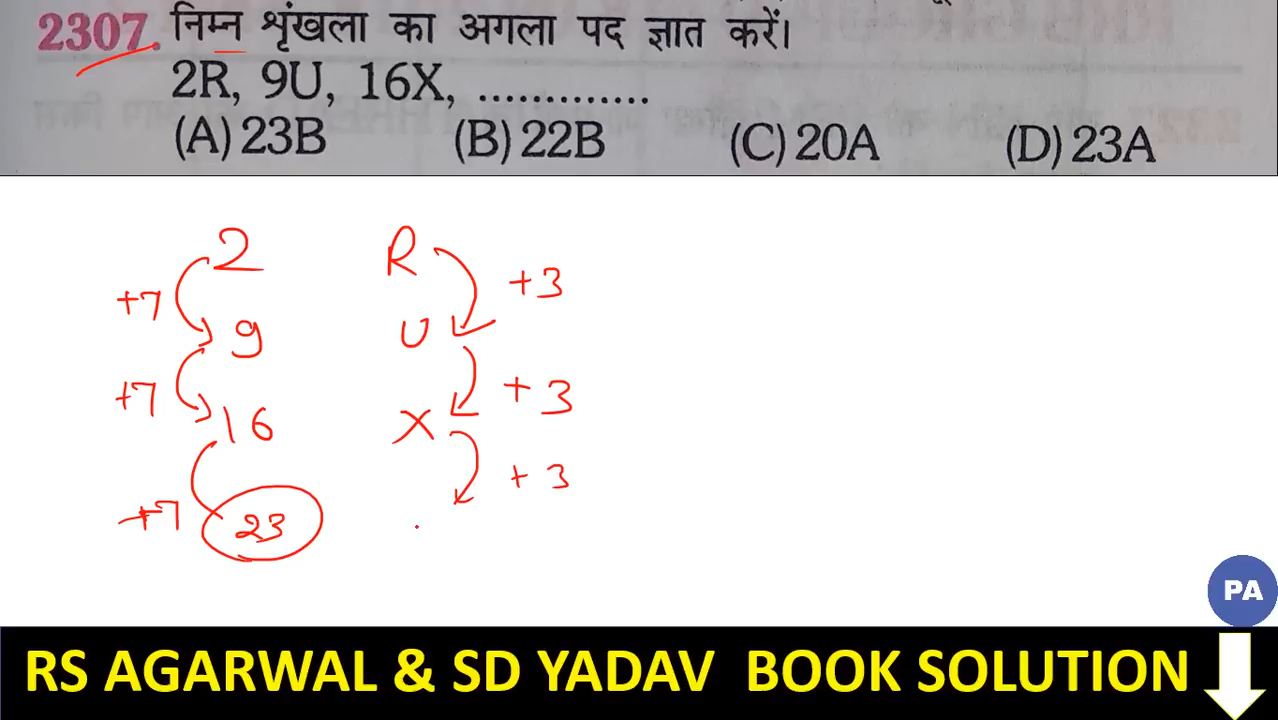 2307. निम्न शृंखला का अगला पद ज्ञात करें।
2R, 9U, 16X, .............
(A) 23B (B) 22B (C) 20A (D) 23A
2 R
+7 +3
9 U
+7 +3
16 X
+7 +3
23
PA
RS AGARWAL & SD YADAV BOOK SOLUTION